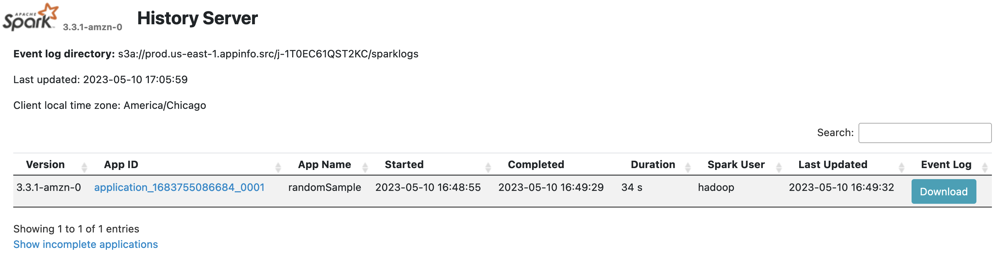 APACHE
Spark 3.3.1-amzn-0 History Server
Event log directory: s3a://prod.us-east-1.appinfo.src/j-1T0EC61QST2KC/sparklogs
Last updated: 2023-05-10 17:05:59
Client local time zone: America/Chicago
Search:
Version App ID App Name Started Completed Duration Spark User Last Updated Event Log
3.3.1-amzn-0 application_1683755086684_0001 randomSample 2023-05-10 16:48:55 2023-05-10 16:49:29 34 s hadoop 2023-05-10 16:49:32 Download
Showing 1 to 1 of 1 entries
Show incomplete applications